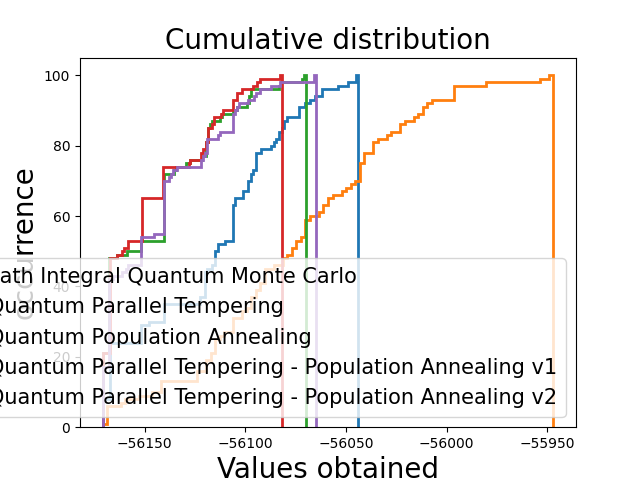 Cumulative distribution
100
80
60
40
20
0
occurrence
ath Integral Quantum Monte Carlo
Quantum Parallel Tempering
Quantum Population Annealing
Quantum Parallel Tempering - Population Annealing v1
Quantum Parallel Tempering - Population Annealing v2
−56150 −56100 −56050 −56000 −55950
Values obtained